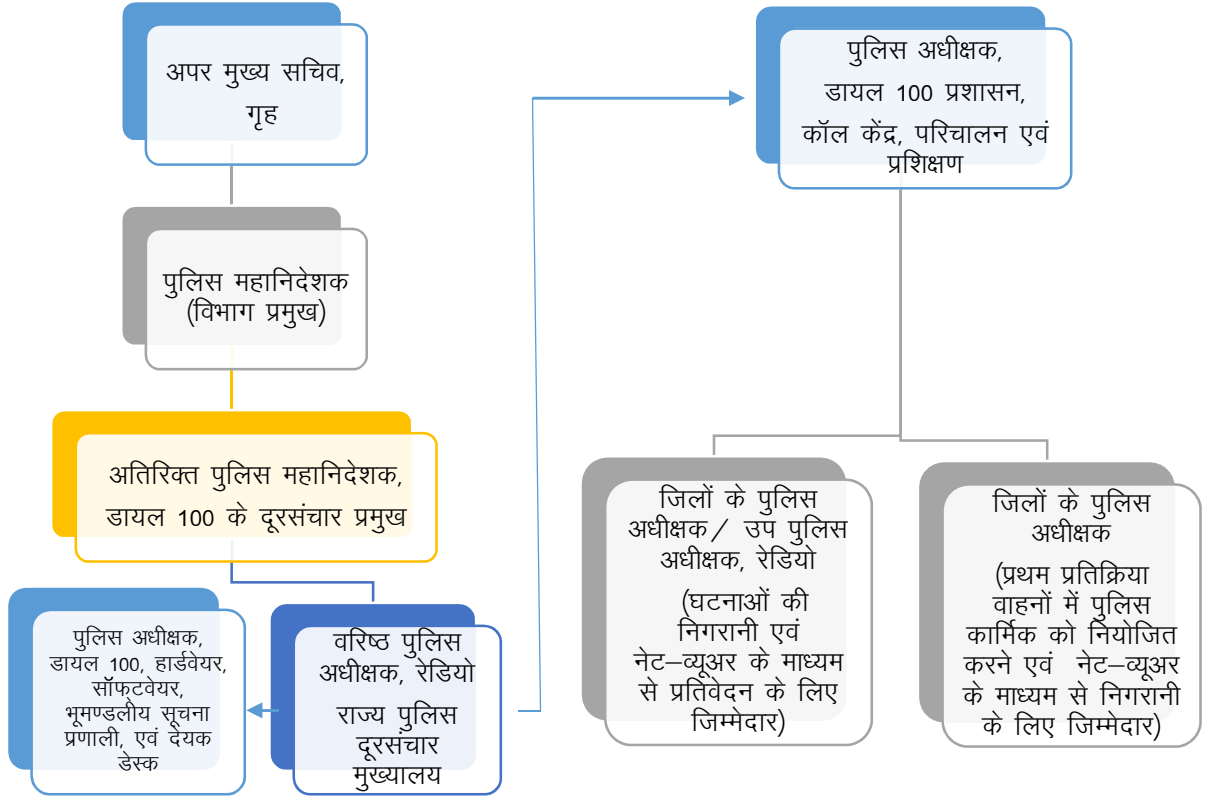 अपर मुख्य सचिव,
गृह
पुलिस महानिदेशक
(विभाग प्रमुख)
अतिरिक्त पुलिस महानिदेशक,
डायल 100 के दूरसंचार प्रमुख
पुलिस अधीक्षक,
डायल 100, हार्डवेयर,
सॉफ्टवेयर,
भूमण्डलीय सूचना
प्रणाली, एवं देयक
डेस्क
वरिष्ठ पुलिस
अधीक्षक, रेडियो
राज्य पुलिस
दूरसंचार
मुख्यालय
पुलिस अधीक्षक,
डायल 100 प्रशासन,
कॉल केंद्र, परिचालन एवं
प्रशिक्षण
जिलों के पुलिस
अधीक्षक/ उप पुलिस
अधीक्षक, रेडियो
(घटनाओं की
निगरानी एवं
नेट–व्यूअर के माध्यम
से प्रतिवेदन के लिए
जिम्मेदार)
जिलों के पुलिस
अधीक्षक
(प्रथम प्रतिक्रिया
वाहनों में पुलिस
कार्मिक को नियोजित
करने एवं नेट–व्यूअर
के माध्यम से निगरानी
के लिए जिम्मेदार)